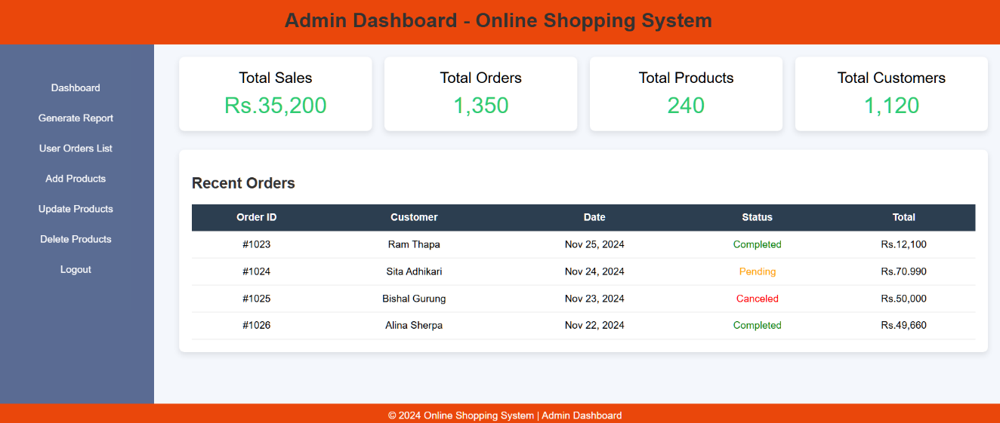 Admin Dashboard - Online Shopping System
Dashboard
Generate Report
User Orders List
Add Products
Update Products
Delete Products
Logout
Total Sales
Rs.35,200
Total Orders
1,350
Total Products
240
Total Customers
1,120
Recent Orders
Order ID Customer Date Status Total
#1023 Ram Thapa Nov 25, 2024 Completed Rs.12,100
#1024 Sita Adhikari Nov 24, 2024 Pending Rs.70.990
#1025 Bishal Gurung Nov 23, 2024 Canceled Rs.50,000
#1026 Alina Sherpa Nov 22, 2024 Completed Rs.49,660
© 2024 Online Shopping System | Admin Dashboard